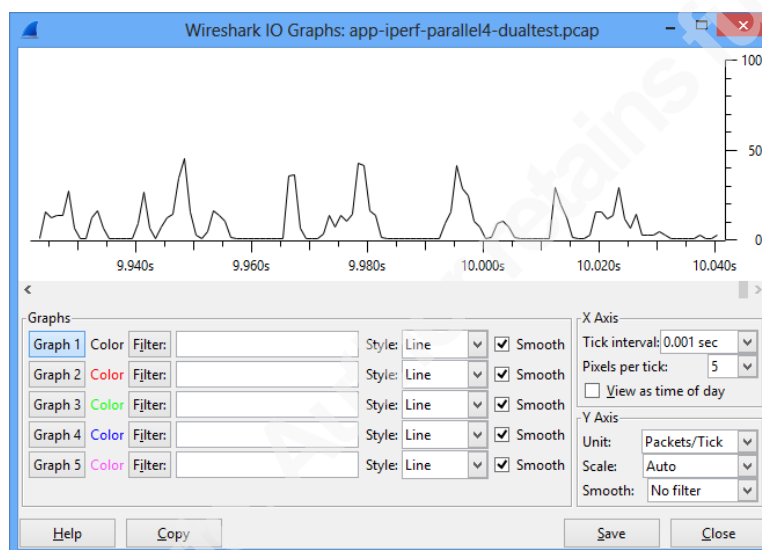 Wireshark IO Graphs: app-iperf-parallel4-dualtest.pcap
100
50
0
9.940s 9.960s 9.980s 10.000s 10.020s 10.040s
Graphs
Graph 1 Color Filter: Style: Line Smooth
Graph 2 Color Filter: Style: Line Smooth
Graph 3 Color Filter: Style: Line Smooth
Graph 4 Color Filter: Style: Line Smooth
Graph 5 Color Filter: Style: Line Smooth
X Axis
Tick interval: 0.001 sec
Pixels per tick: 5
View as time of day
Y Axis
Unit: Packets/Tick
Scale: Auto
Smooth: No filter
Help Copy Save Close
retains